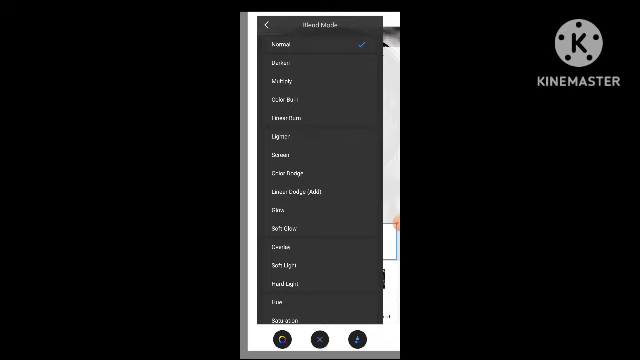 Blend Mode
Normal
Darken
Multiply
Color Burn
Linear Burn
Lighten
Screen
Color Dodge
Linear Dodge (Add)
Glow
Soft Glow
Overlay
Soft Light
Hard Light
Hue
Saturation
K
KINEMASTER